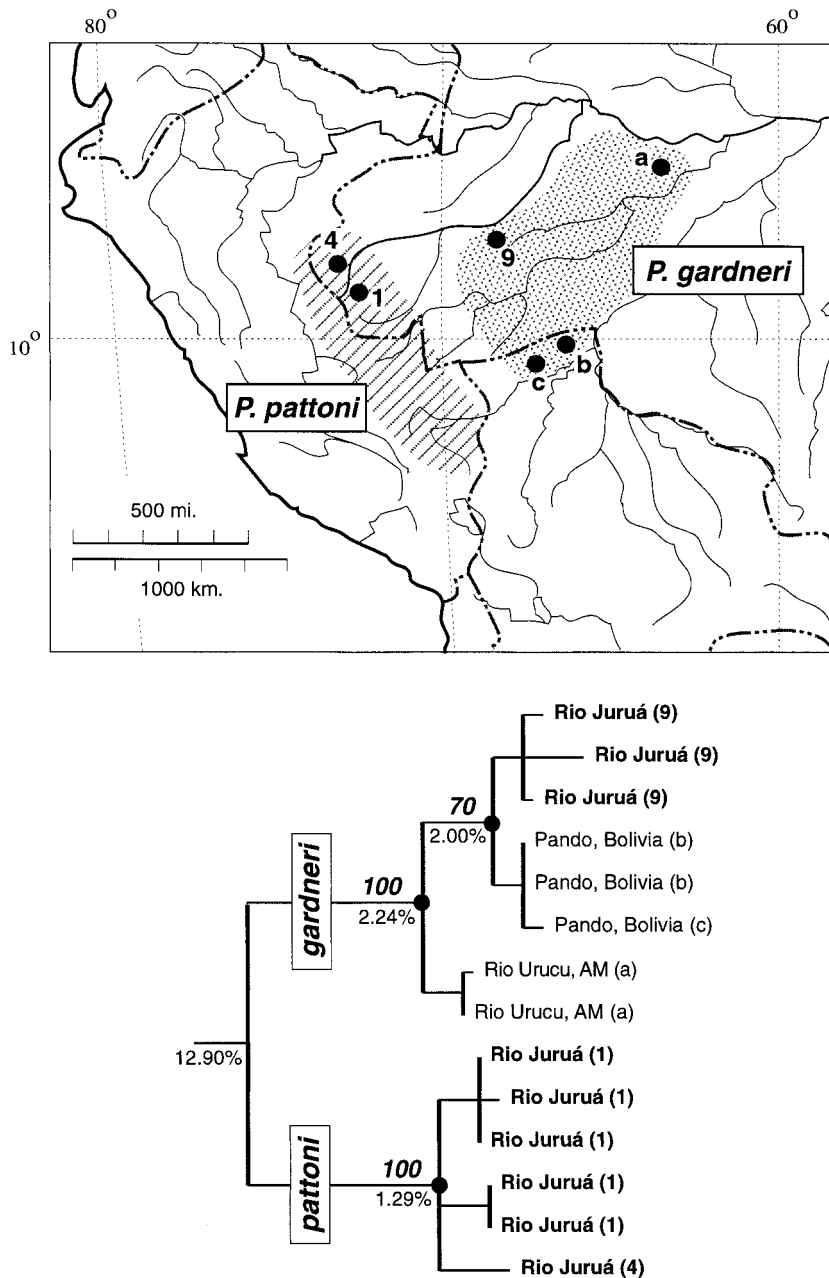 80° 60°
a
4
9
P. gardneri
1
10°
b
c
P. pattoni
500 mi.
1000 km.
Rio Juruá (9)
Rio Juruá (9)
70
Rio Juruá (9)
2.00%
Pando, Bolivia (b)
Pando, Bolivia (b)
100
gardneri
2.24%
Pando, Bolivia (c)
Rio Urucu, AM (a)
Rio Urucu, AM (a)
12.90%
Rio Juruá (1)
Rio Juruá (1)
Rio Juruá (1)
100
pattoni
1.29%
Rio Juruá (1)
Rio Juruá (1)
Rio Juruá (4)